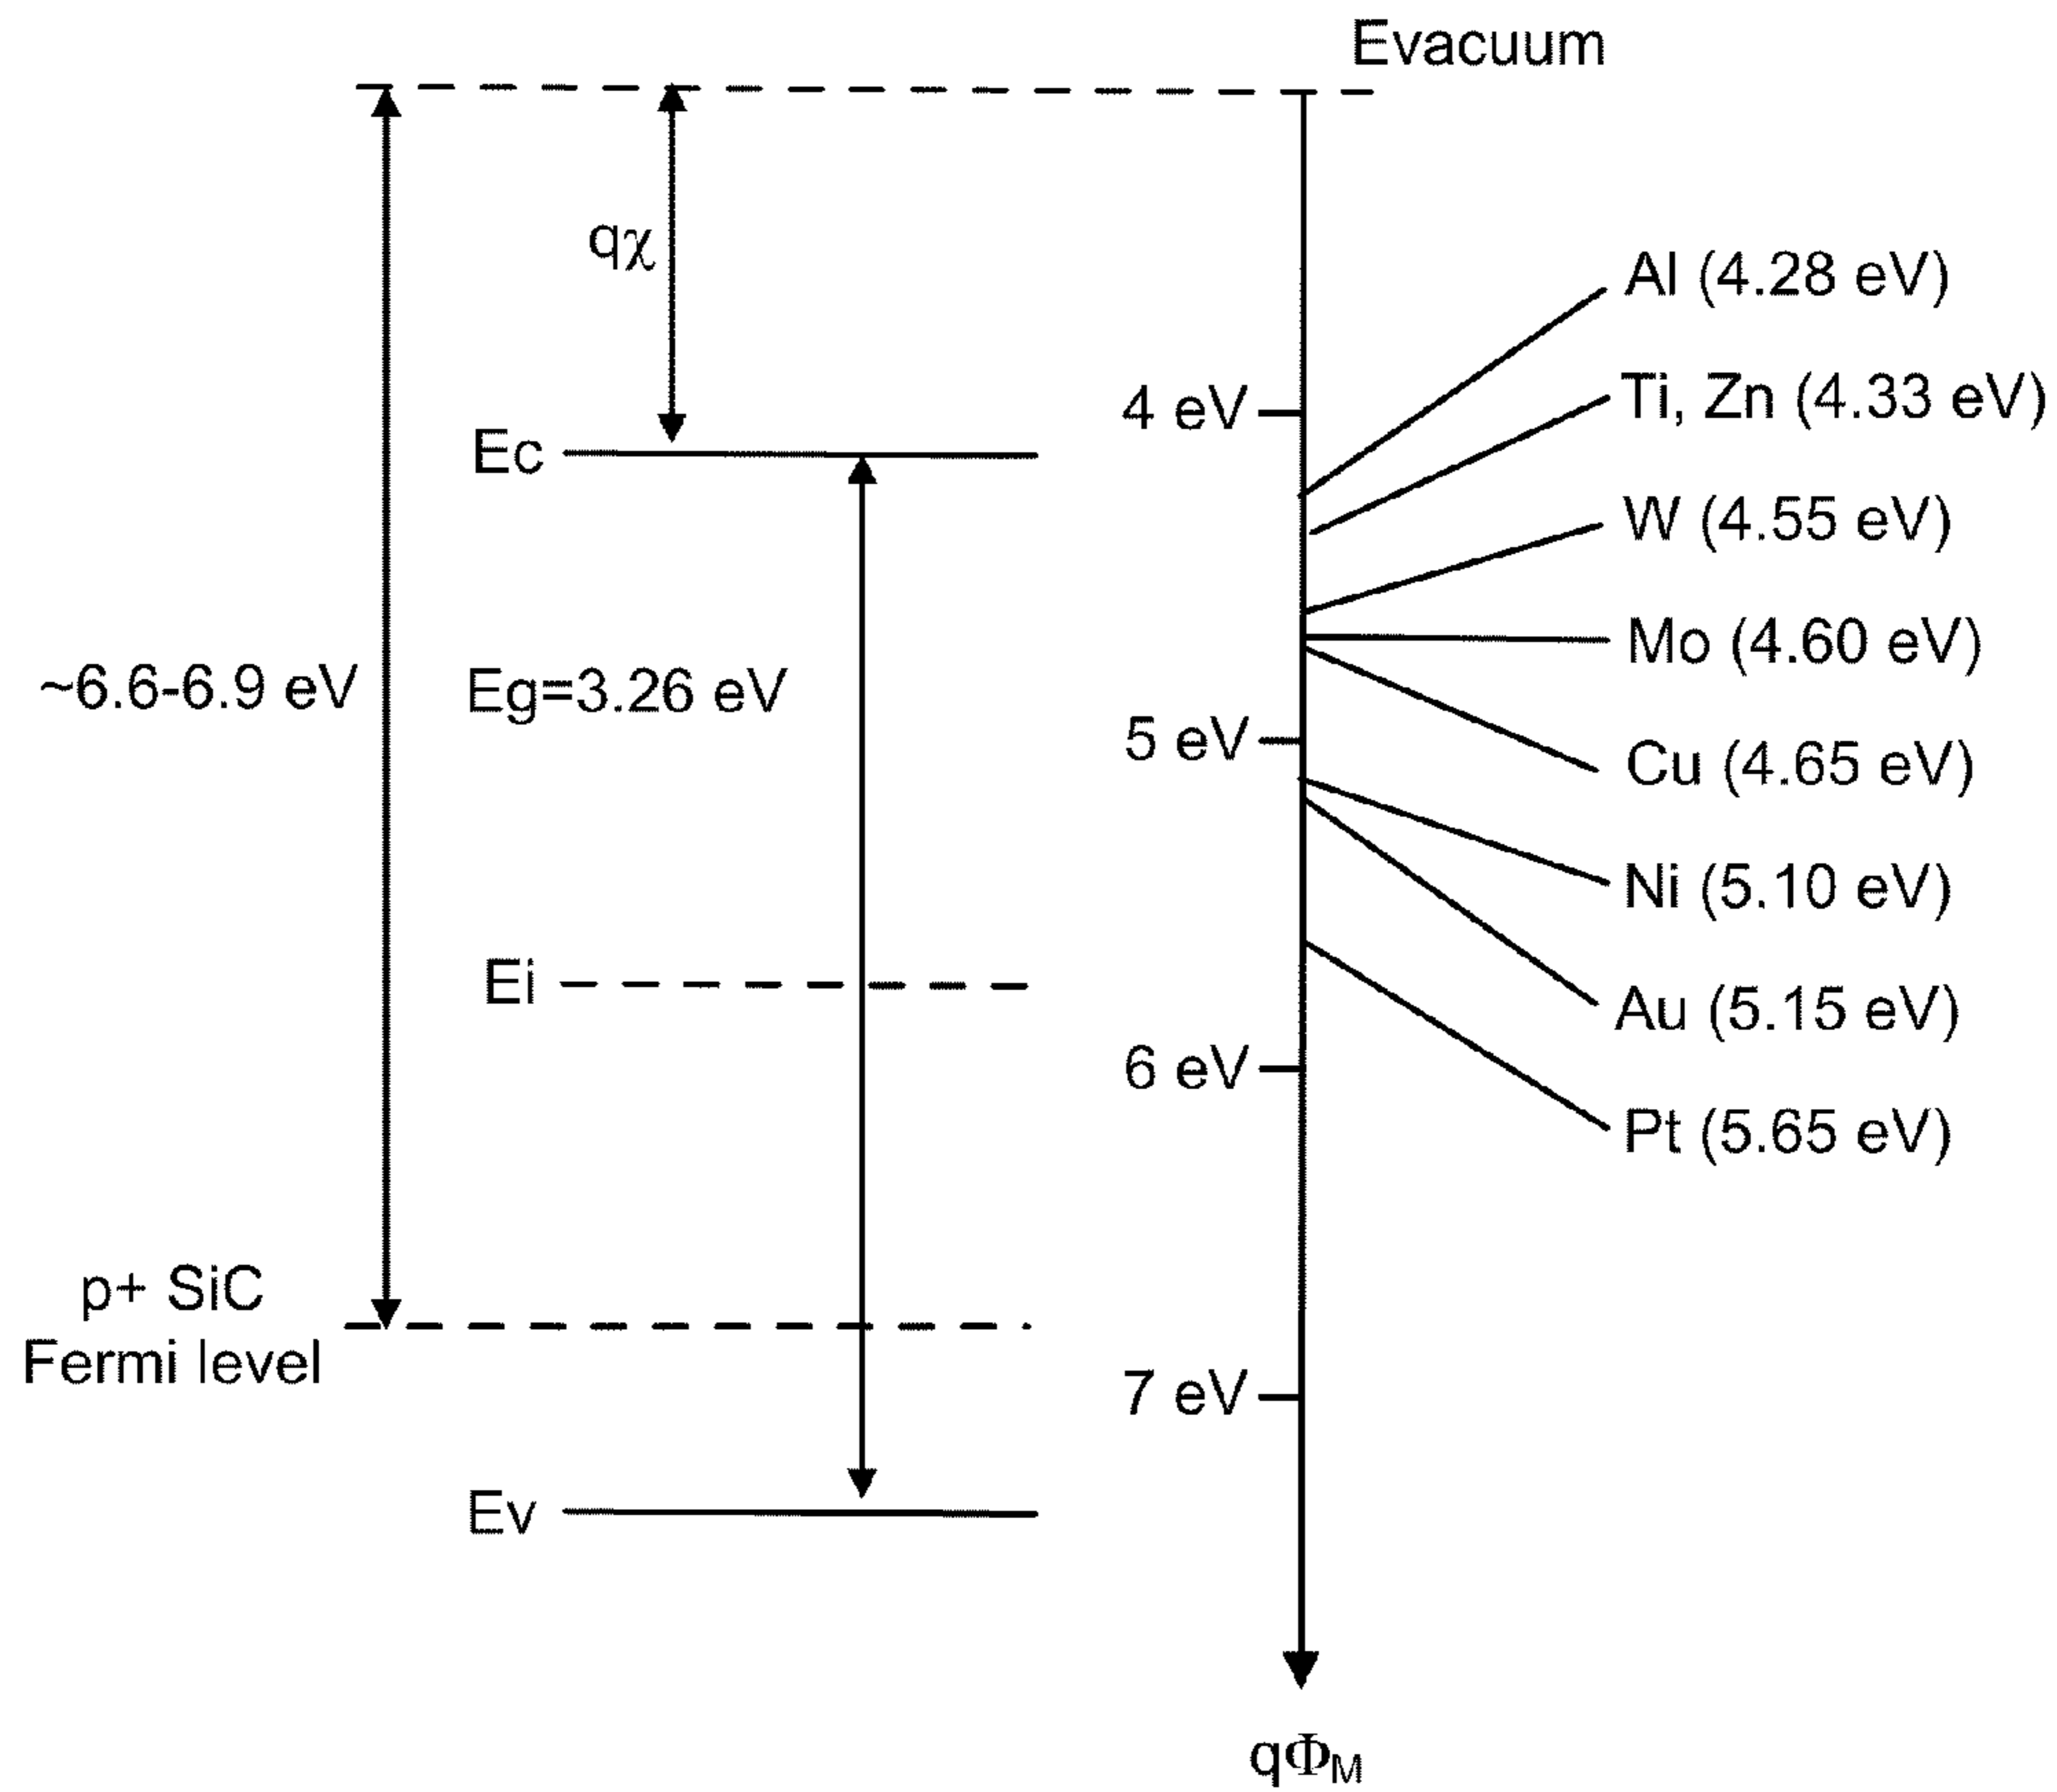 Evacuum
qχ
Al (4.28 eV)
Ti, Zn (4.33 eV)
4 eV
Ec
W (4.55 eV)
Mo (4.60 eV)
~6.6-6.9 eV
Eg=3.26 eV
5 eV
Cu (4.65 eV)
Ni (5.10 eV)
Ei
Au (5.15 eV)
6 eV
Pt (5.65 eV)
p+ SiC
Fermi level
7 eV
Ev
qΦM